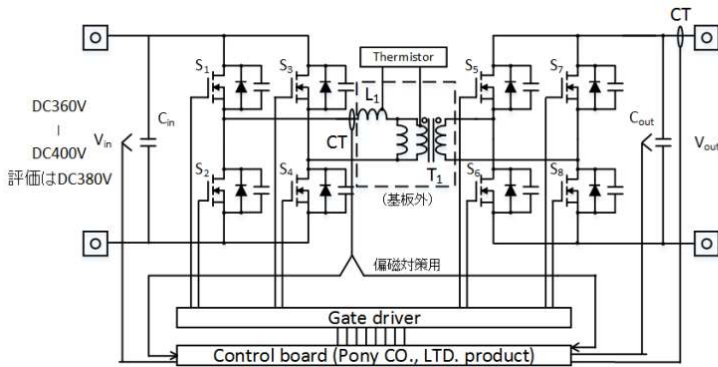 CT
Thermistor
S1
S3
S5
S7
L1
DC360V
–
DC400V
評価はDC380V
Vin
Cin
CT
Cout
Vout
S2
S4
T1
S6
S8
(基板外)
偏磁対策用
Gate driver
Control board (Pony CO., LTD. product)